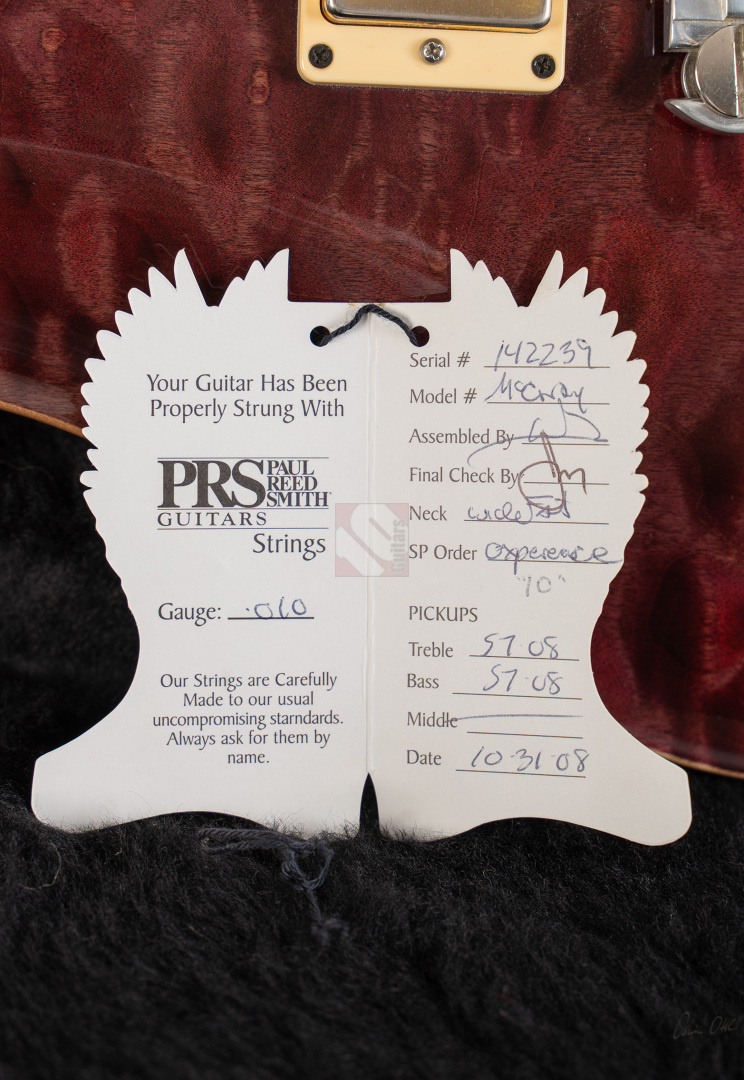 Your Guitar Has Been
Properly Strung With
PRS PAUL
REED
SMITH
GUITARS
Strings
Gauge: .010
Our Strings are Carefully
Made to our usual
uncompromising starndards.
Always ask for them by
name.
10
Guitars
Serial # 142239
Model # McCarty
Assembled By
Final Check By
Neck wide
SP Order experience
"10"
PICKUPS
Treble 57-08
Bass 57-08
Middle
Date 10-31-08